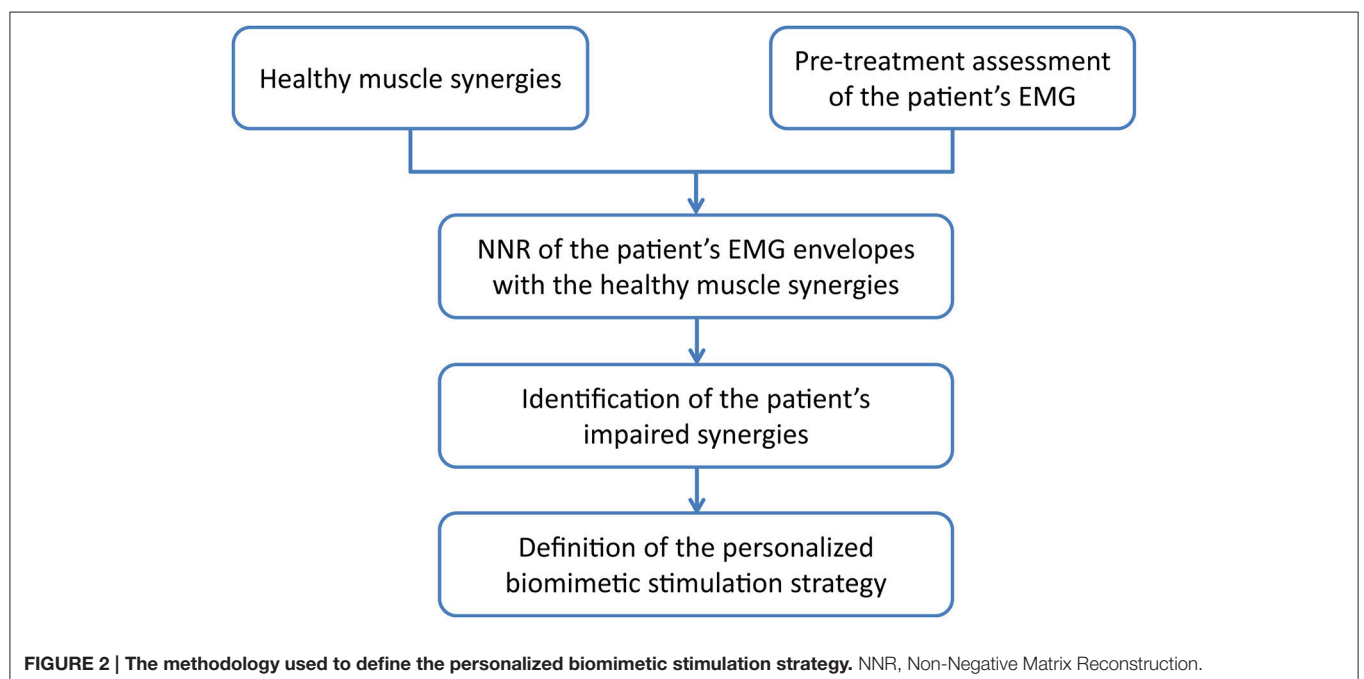 Healthy muscle synergies
Pre-treatment assessment
of the patient’s EMG
NNR of the patient’s EMG envelopes
with the healthy muscle synergies
Identification of the patient’s
impaired synergies
Definition of the personalized
biomimetic stimulation strategy
FIGURE 2 | The methodology used to define the personalized biomimetic stimulation strategy. NNR, Non-Negative Matrix Reconstruction.